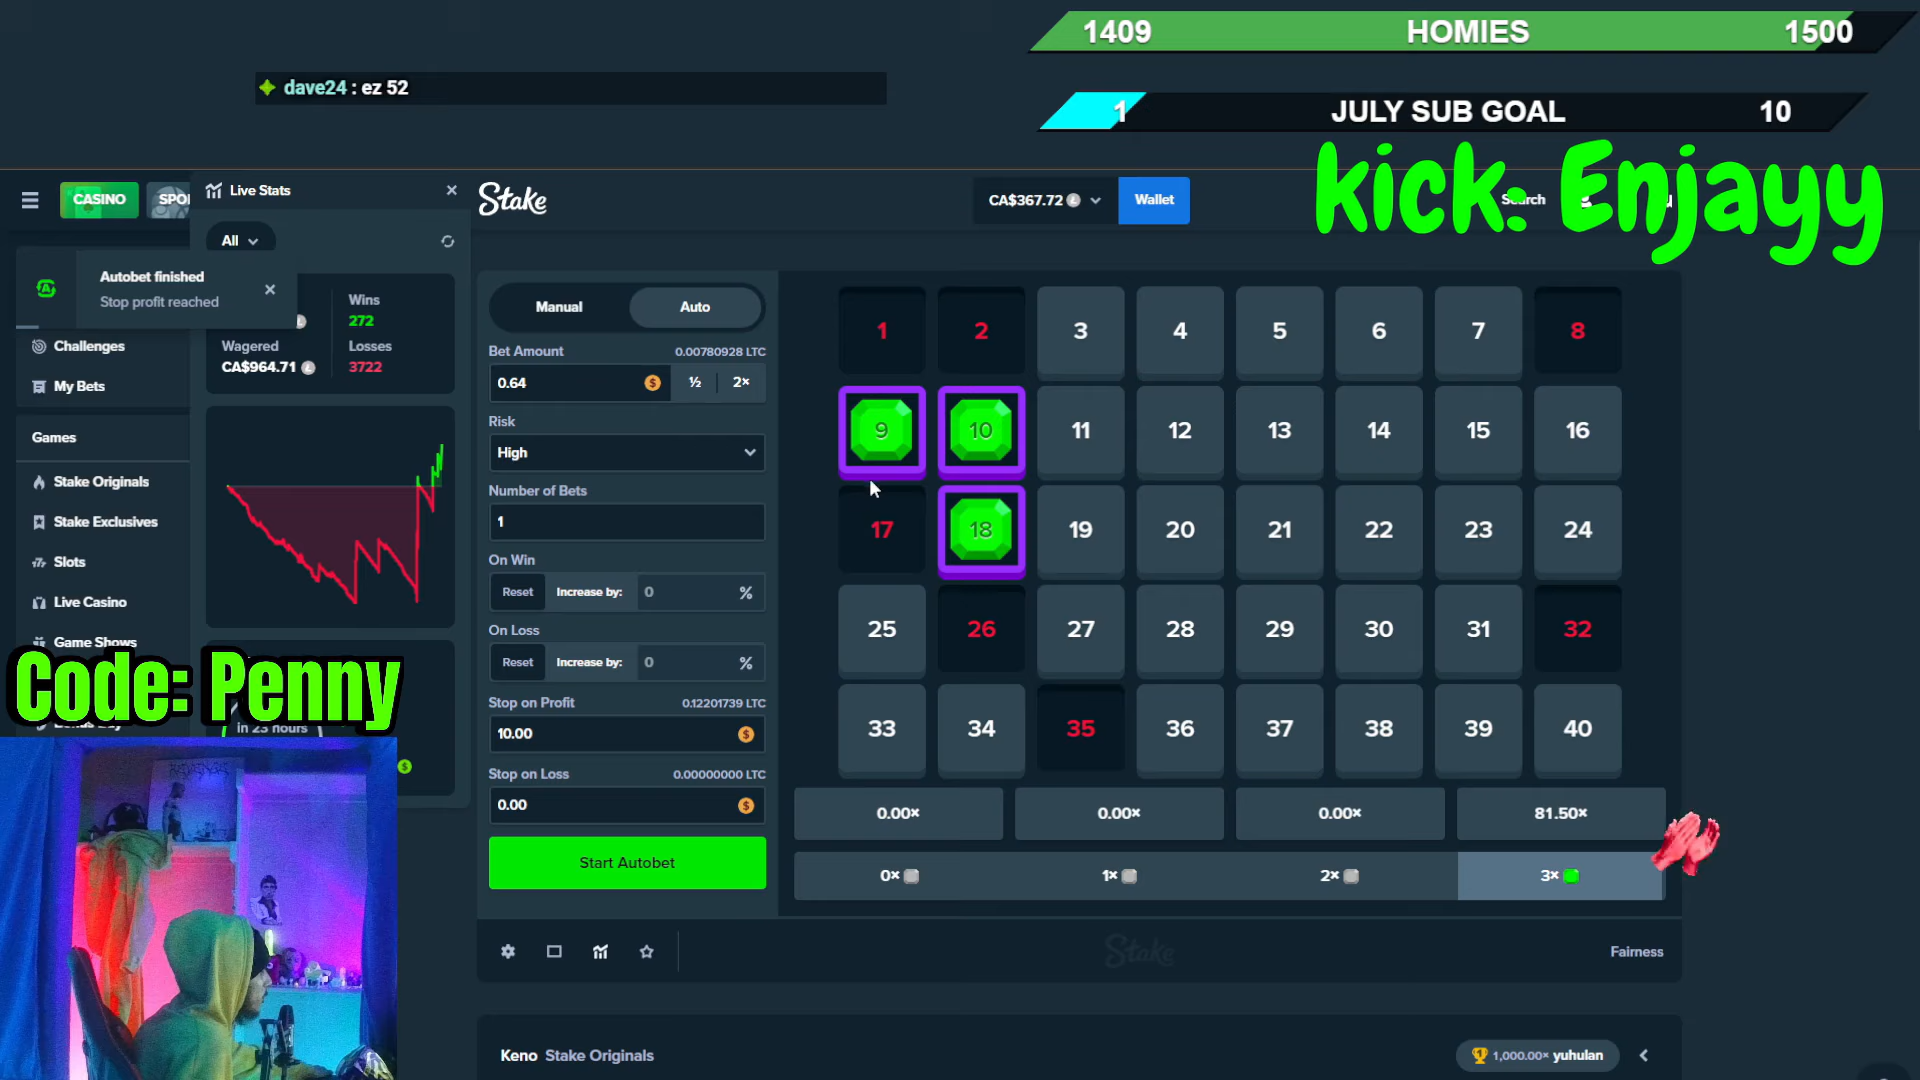 1409 HOMIES 1500
dave24 : ez 52
1 JULY SUB GOAL 10
kick: Enjayy
CASINO
Live Stats
Stake
CA$367.72
Wallet
All
Autobet finished
Stop profit reached
Wins
272
Wagered
CA$964.71
Losses
3722
Challenges
My Bets
Games
Stake Originals
Stake Exclusives
Slots
Live Casino
Game Shows
Code: Penny
in 23 hours
Manual Auto
Bet Amount 0.00780928 LTC
0.64 ½ 2×
Risk
High
Number of Bets
1
On Win
Reset Increase by: 0 %
On Loss
Reset Increase by: 0 %
Stop on Profit 0.12201739 LTC
10.00
Stop on Loss 0.00000000 LTC
0.00
Start Autobet
1 2 3 4 5 6 7 8
9 10 11 12 13 14 15 16
17 18 19 20 21 22 23 24
25 26 27 28 29 30 31 32
33 34 35 36 37 38 39 40
0.00× 0.00× 0.00× 81.50×
0× 1× 2× 3×
Stake
Fairness
Keno Stake Originals
1,000.00× yuhulan